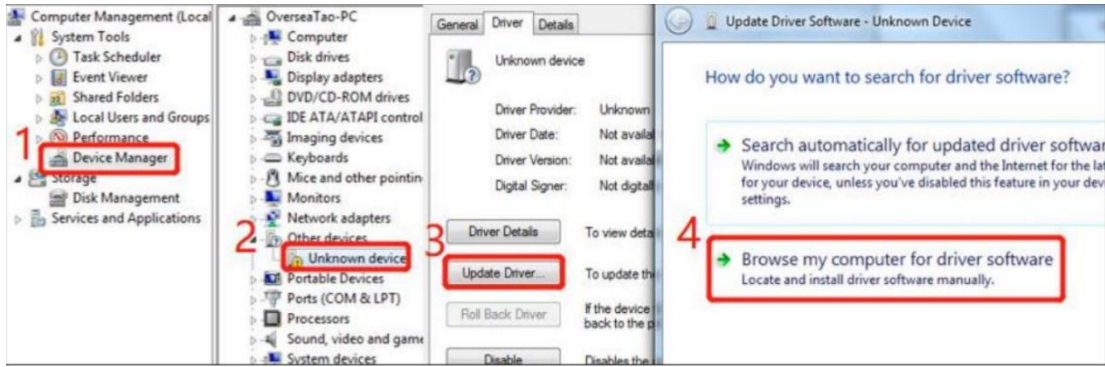 Computer Management (Local
System Tools
Task Scheduler
Event Viewer
Shared Folders
Local Users and Groups
1
Performance
Device Manager
Storage
Disk Management
Services and Applications
OverseaTao-PC
Computer
Disk drives
Display adapters
DVD/CD-ROM drives
IDE ATA/ATAPI control
Imaging devices
Keyboards
Mice and other pointin
Monitors
Network adapters
2
Other devices
Unknown device
Portable Devices
Ports (COM & LPT)
Processors
Sound, video and game
System devices
General Driver Details
Unknown device
Driver Provider: Unknown
Driver Date: Not availa
Driver Version: Not availa
Digital Signer: Not digital
3
Driver Details To view deta
Update Driver... To update the
Roll Back Driver If the device
back to the p
Disable Disables the
Update Driver Software - Unknown Device
How do you want to search for driver software?
Search automatically for updated driver softwar
Windows will search your computer and the Internet for the lat
for your device, unless you've disabled this feature in your devi
settings.
4
Browse my computer for driver software
Locate and install driver software manually.